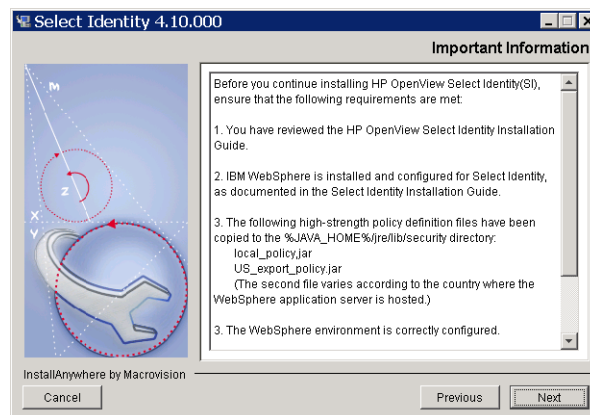 Select Identity 4.10.000
Important Information
M
Z
X
Y
Before you continue installing HP OpenView Select Identity(SI),
ensure that the following requirements are met:
1. You have reviewed the HP OpenView Select Identity Installation
Guide.
2. IBM WebSphere is installed and configured for Select Identity,
as documented in the Select Identity Installation Guide.
3. The following high-strength policy definition files have been
copied to the %JAVA_HOME%/jre/lib/security directory:
local_policy,jar
US_export_policy.jar
(The second file varies according to the country where the
WebSphere application server is hosted.)
3. The WebSphere environment is correctly configured.
InstallAnywhere by Macrovision
Cancel
Previous
Next